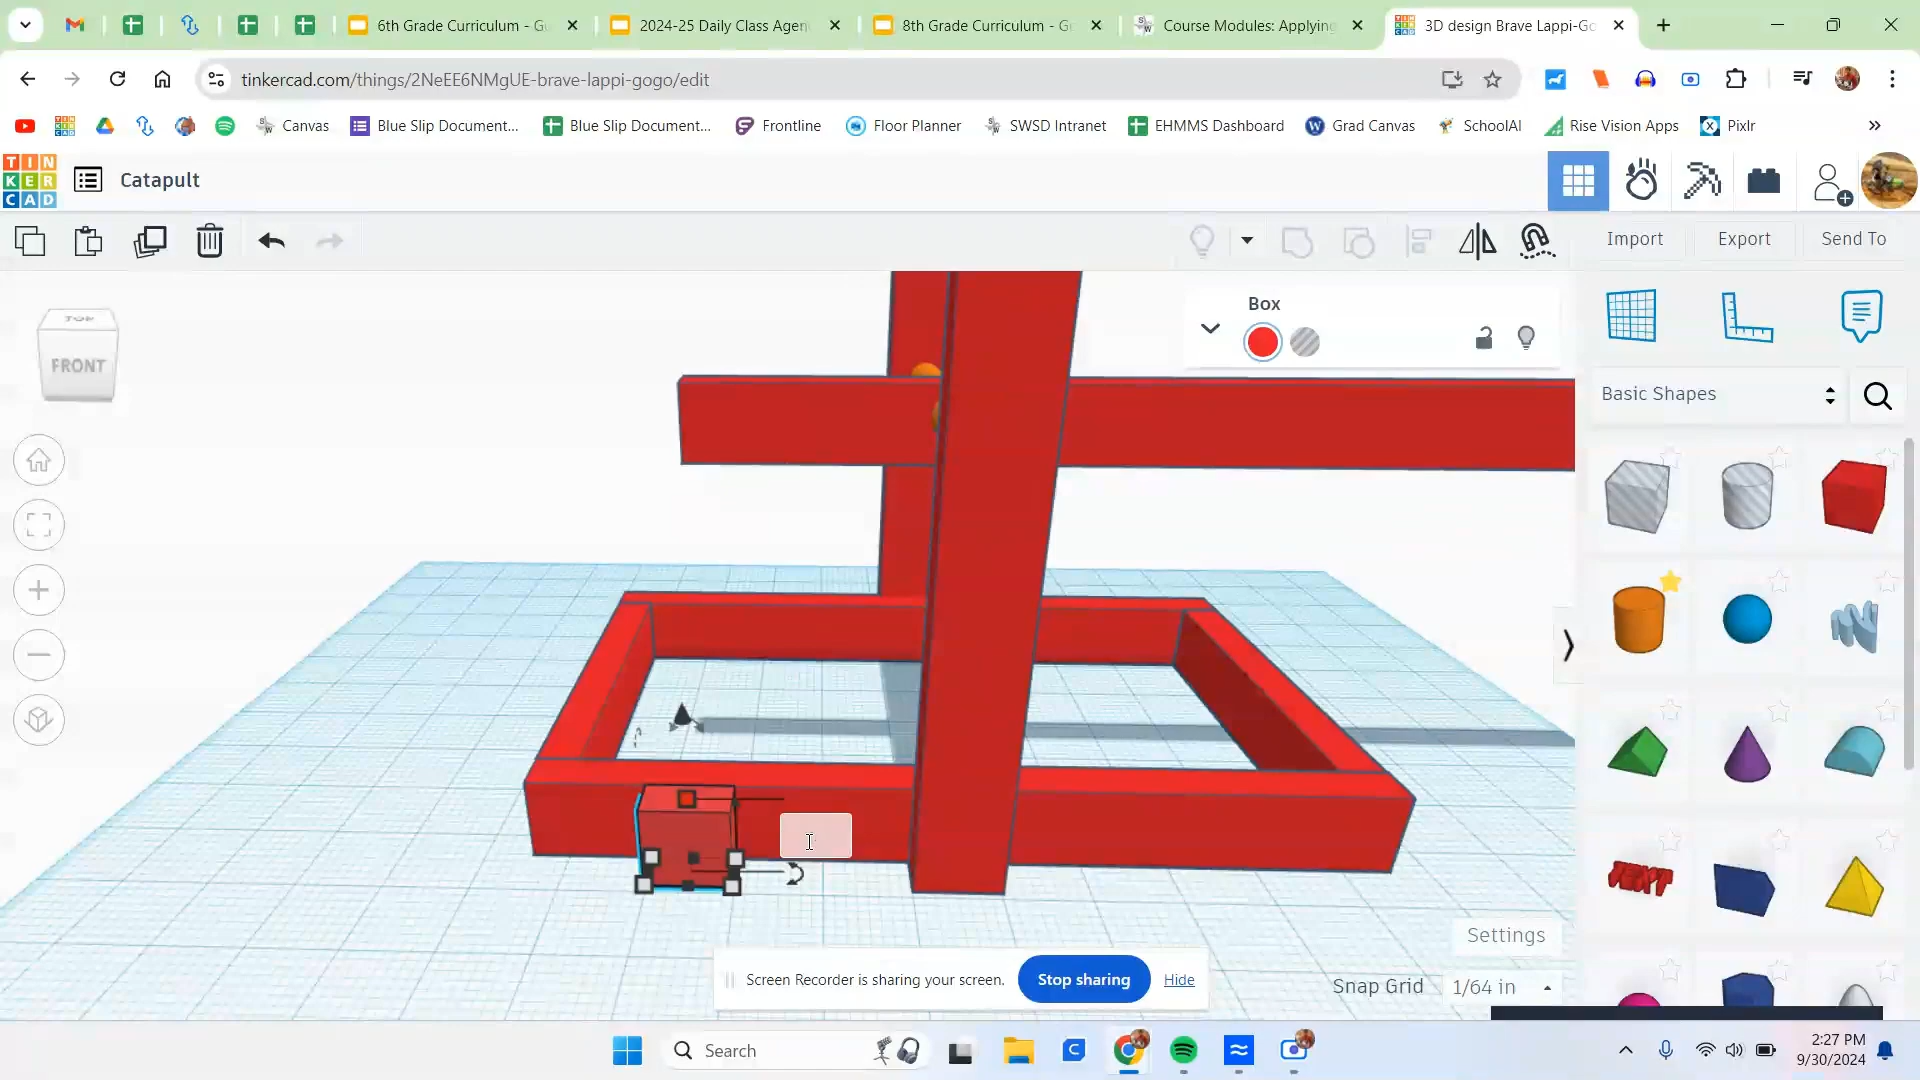 6th Grade Curriculum - G
2024-25 Daily Class Agen
8th Grade Curriculum - G
Course Modules: Applying
3D design Brave Lappi-Go
tinkercad.com/things/2NeEE6NMgUE-brave-lappi-gogo/edit
Canvas
Blue Slip Document...
Blue Slip Document...
Frontline
Floor Planner
SWSD Intranet
EHMMS Dashboard
Grad Canvas
SchoolAI
Rise Vision Apps
Pixlr
TIN
KER
CAD
Catapult
Import
Export
Send To
Box
TOP
FRONT
Basic Shapes
TEXT
Settings
Screen Recorder is sharing your screen.
Stop sharing
Hide
Snap Grid
1/64 in
Search
2:27 PM
9/30/2024